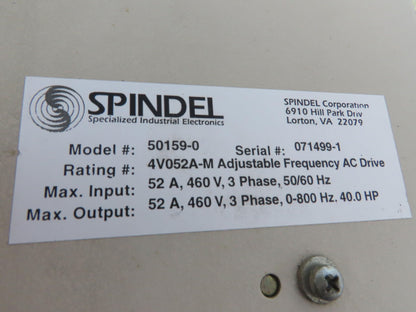 SPINDEL
Specialized Industrial Electronics
SPINDEL Corporation
6910 Hill Park Driv
Lorton, VA 22079
Model #: 50159-0 Serial #: 071499-1
Rating #: 4V052A-M Adjustable Frequency AC Drive
Max. Input: 52 A, 460 V, 3 Phase, 50/60 Hz
Max. Output: 52 A, 460 V, 3 Phase, 0-800 Hz. 40.0 HP